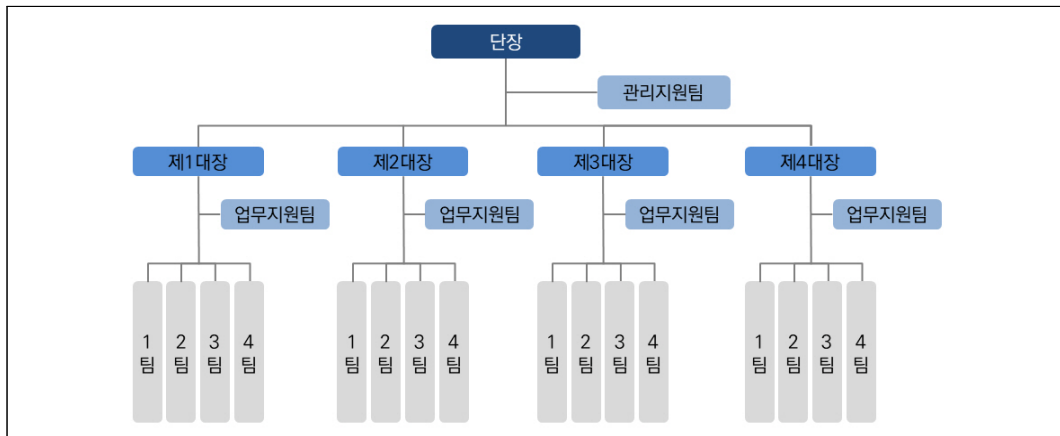 단장
관리지원팀
제1대장 제2대장 제3대장 제4대장
업무지원팀 업무지원팀 업무지원팀 업무지원팀
1 2 3 4 1 2 3 4 1 2 3 4 1 2 3 4
팀 팀 팀 팀 팀 팀 팀 팀 팀 팀 팀 팀 팀 팀 팀 팀